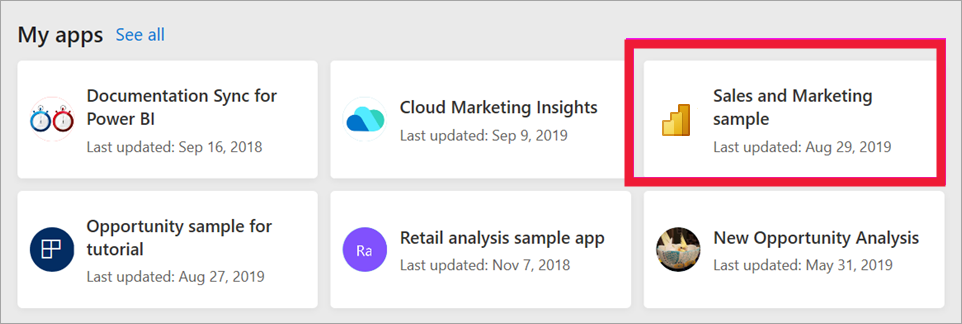 My apps See all
Documentation Sync for
Power BI
Last updated: Sep 16, 2018
Cloud Marketing Insights
Last updated: Sep 9, 2019
Sales and Marketing
sample
Last updated: Aug 29, 2019
Opportunity sample for
tutorial
Last updated: Aug 27, 2019
Ra
Retail analysis sample app
Last updated: Nov 7, 2018
New Opportunity Analysis
Last updated: May 31, 2019